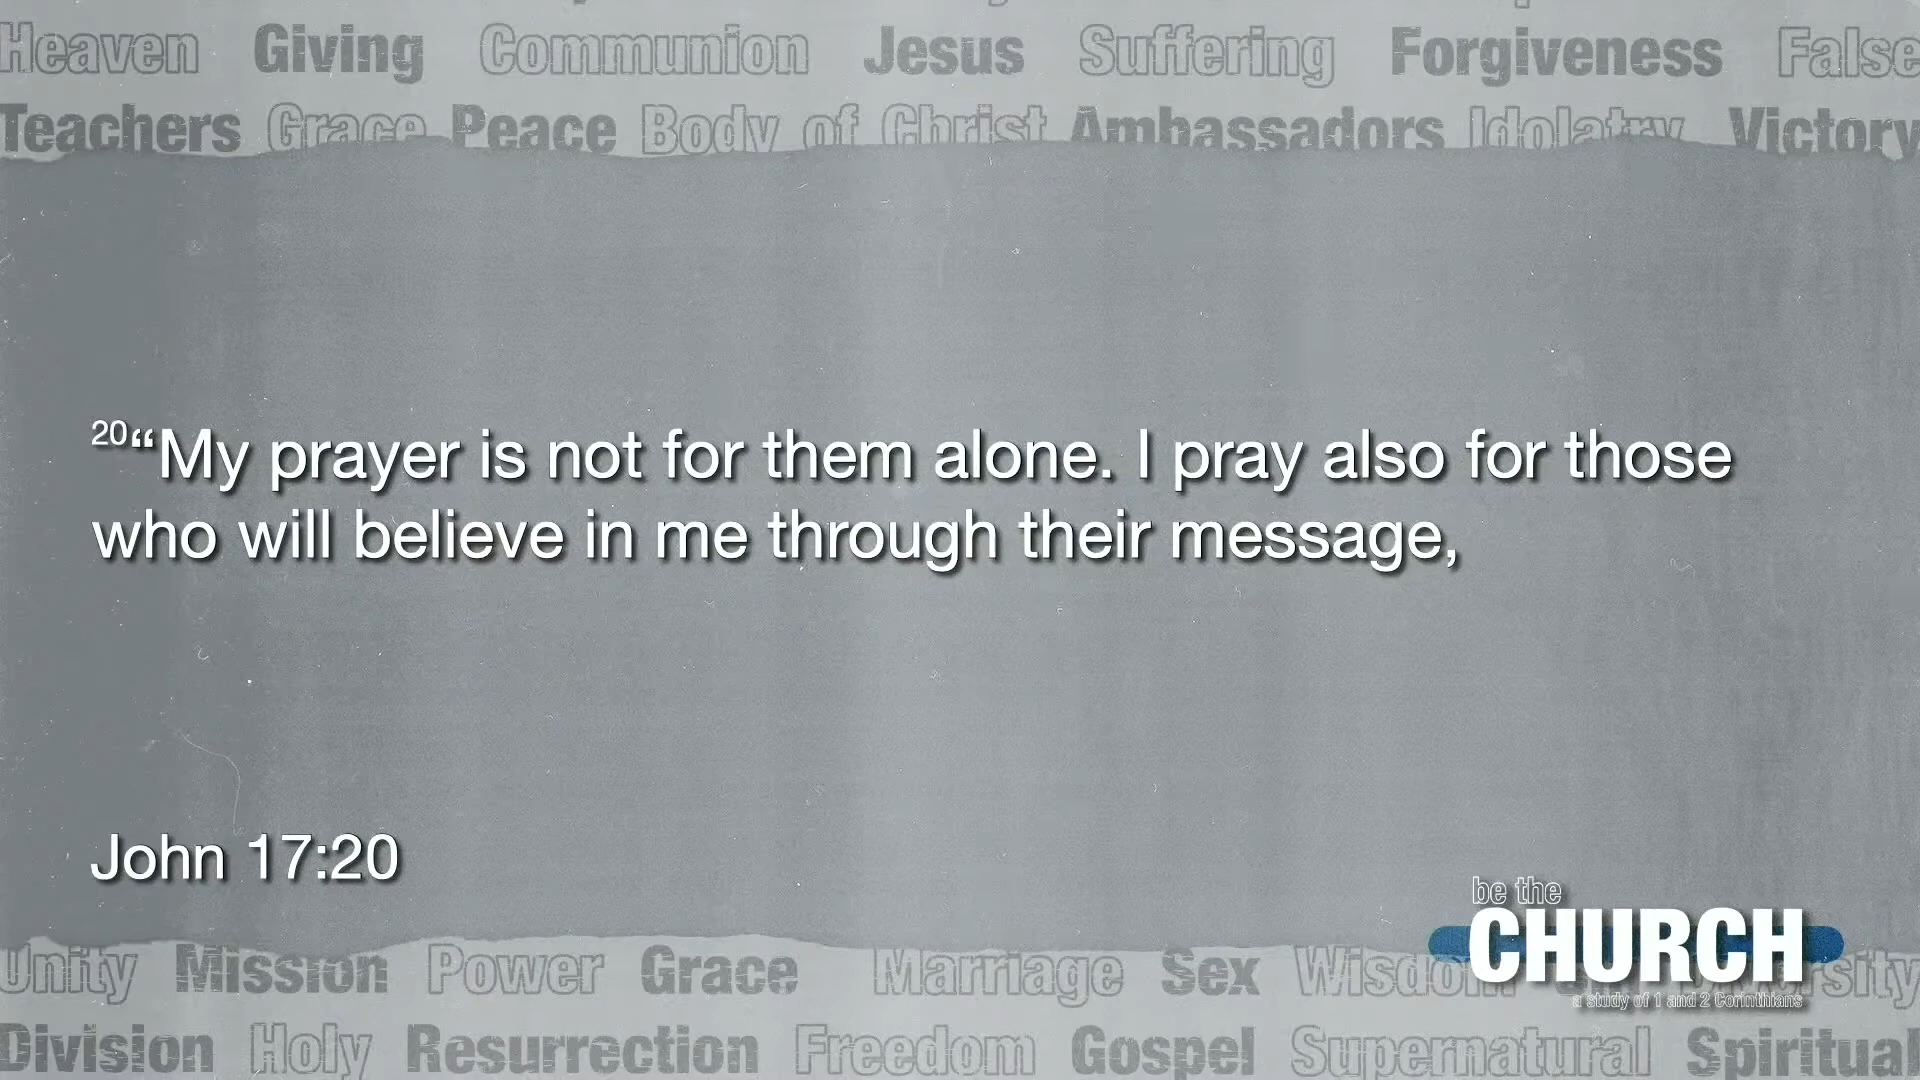 Heaven Giving Communion Jesus Suffering Forgiveness False
Teachers Grace Peace Body of Christ Ambassadors Idolatry Victory
20“My prayer is not for them alone. I pray also for those
who will believe in me through their message,
John 17:20
be the
CHURCH
a study of 1 and 2 Corinthians
Unity Mission Power Grace Marriage Sex
Division Holy Resurrection Freedom Gospel Supernatural Spiritual